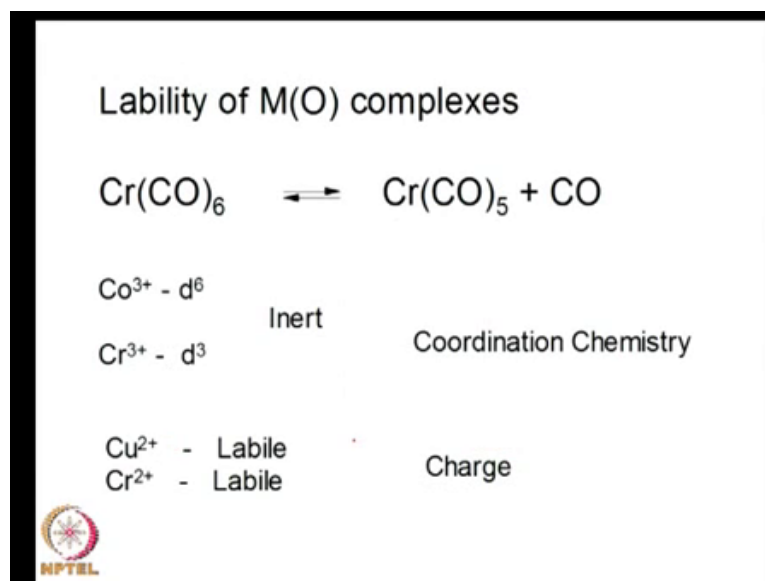 Lability of M(O) complexes
Cr(CO)₆ ⇌ Cr(CO)₅ + CO
Co³⁺ - d⁶
Inert
Cr³⁺ - d³
Coordination Chemistry
Cu²⁺ - Labile
Cr²⁺ - Labile
Charge
NPTEL